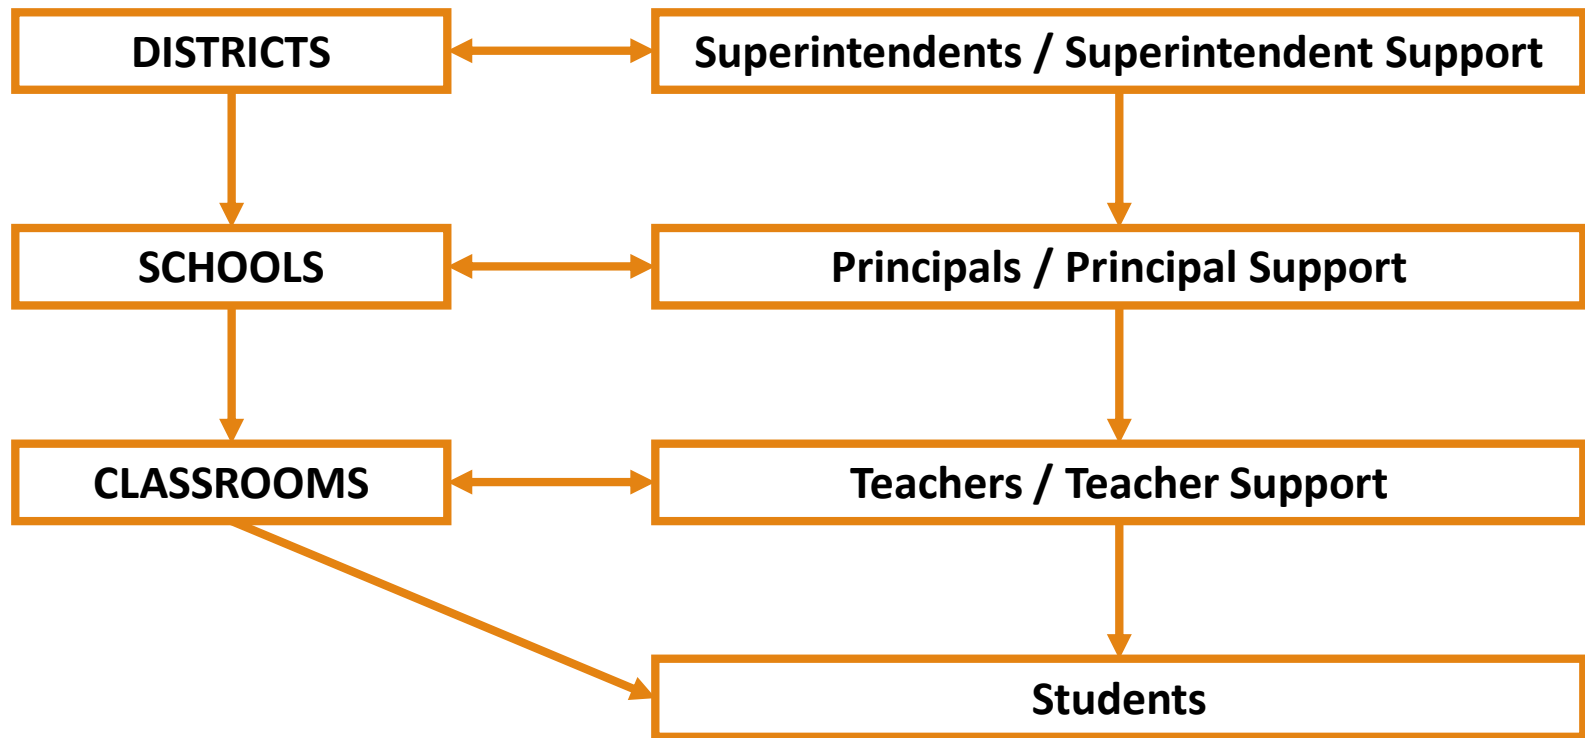 DISTRICTS
Superintendents / Superintendent Support
SCHOOLS
Principals / Principal Support
CLASSROOMS
Teachers / Teacher Support
Students